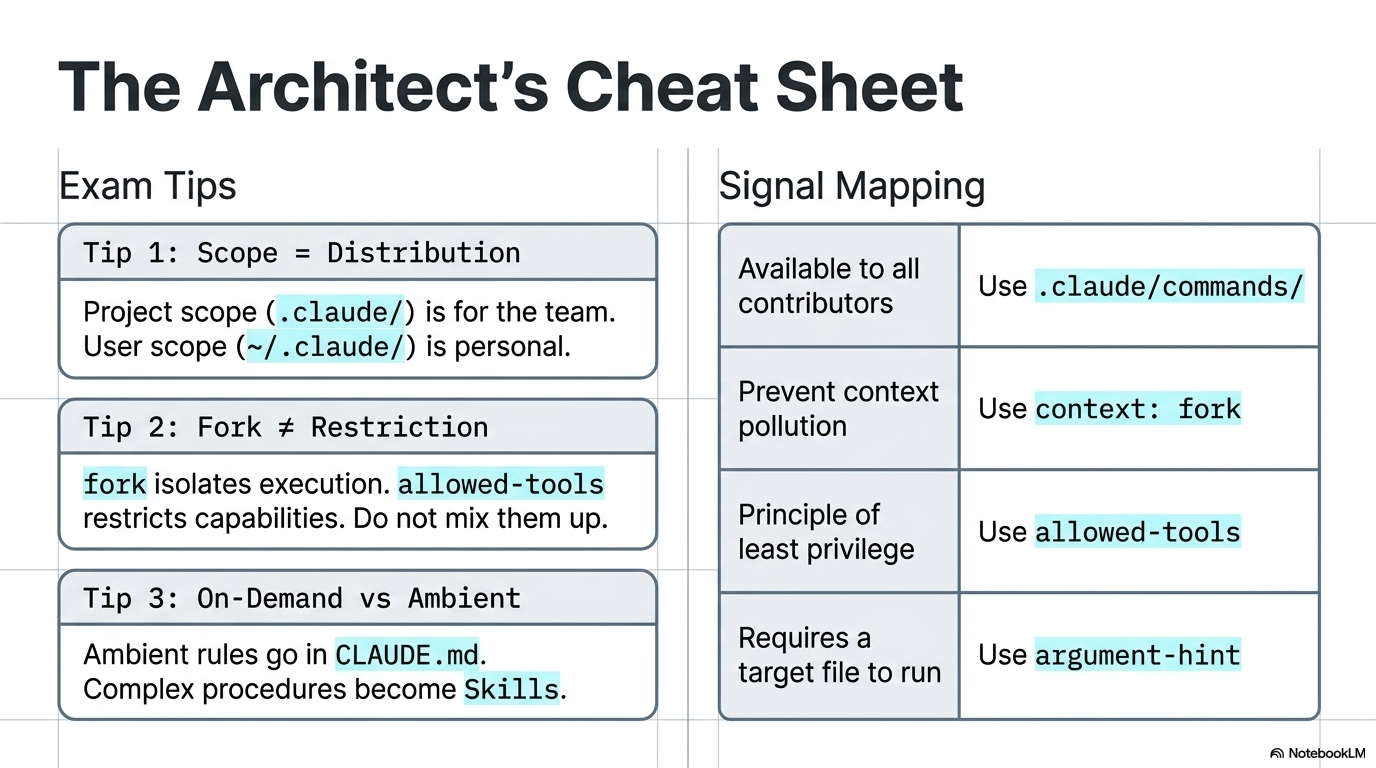 The Architect’s Cheat Sheet
Exam Tips
Tip 1: Scope = Distribution
Project scope (.claude/) is for the team.
User scope (~/.claude/) is personal.
Tip 2: Fork ≠ Restriction
fork isolates execution. allowed-tools
restricts capabilities. Do not mix them up.
Tip 3: On-Demand vs Ambient
Ambient rules go in CLAUDE.md.
Complex procedures become Skills.
Signal Mapping
Available to all
contributors
Use .claude/commands/
Prevent context
pollution
Use context: fork
Principle of
least privilege
Use allowed-tools
Requires a
target file to run
Use argument-hint
NotebookLM